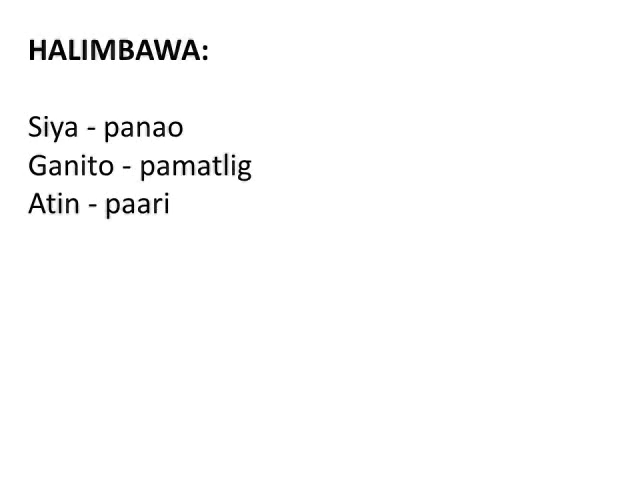 HALIMBAWA:
Siya - panao
Ganito - pamatlig
Atin - paari